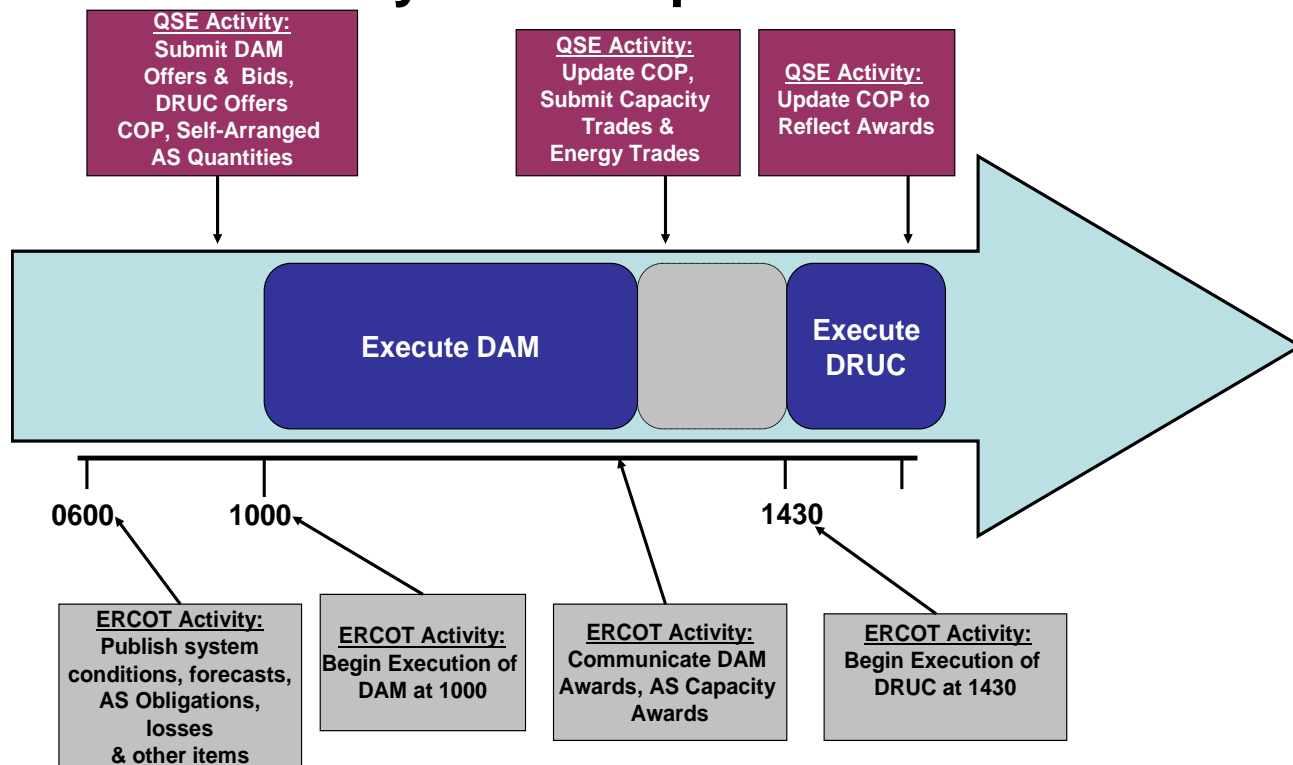 QSE Activity:
Submit DAM
Offers & Bids,
DRUC Offers
COP, Self-Arranged
AS Quantities
QSE Activity:
Update COP,
Submit Capacity
Trades &
Energy Trades
QSE Activity:
Update COP to
Reflect Awards
Execute DAM
Execute
DRUC
0600
1000
1430
ERCOT Activity:
Publish system
conditions, forecasts,
AS Obligations,
losses
& other items
ERCOT Activity:
Begin Execution of
DAM at 1000
ERCOT Activity:
Communicate DAM
Awards, AS Capacity
Awards
ERCOT Activity:
Begin Execution of
DRUC at 1430